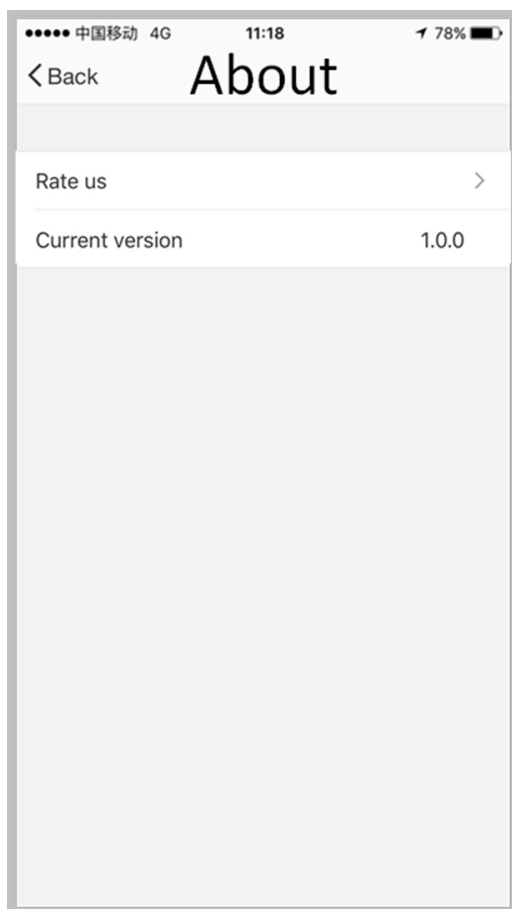 中国移动 4G 11:18 78%
Back About
Rate us
Current version 1.0.0